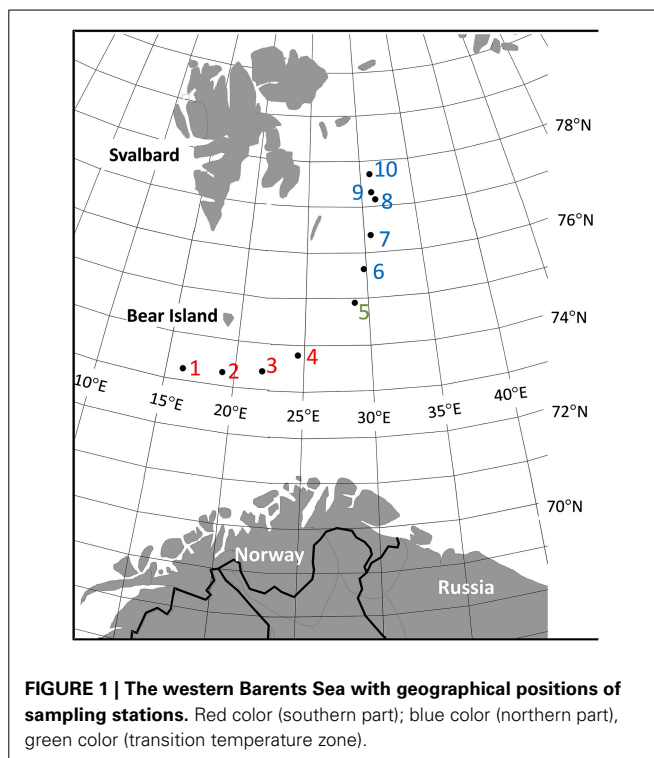 78°N
Svalbard
10
9
8
76°N
7
6
Bear Island
5
74°N
1
2
3
4
10°E
15°E
20°E
25°E
30°E
35°E
40°E
72°N
70°N
Norway
Russia
FIGURE 1 | The western Barents Sea with geographical positions of
sampling stations. Red color (southern part); blue color (northern part),
green color (transition temperature zone).